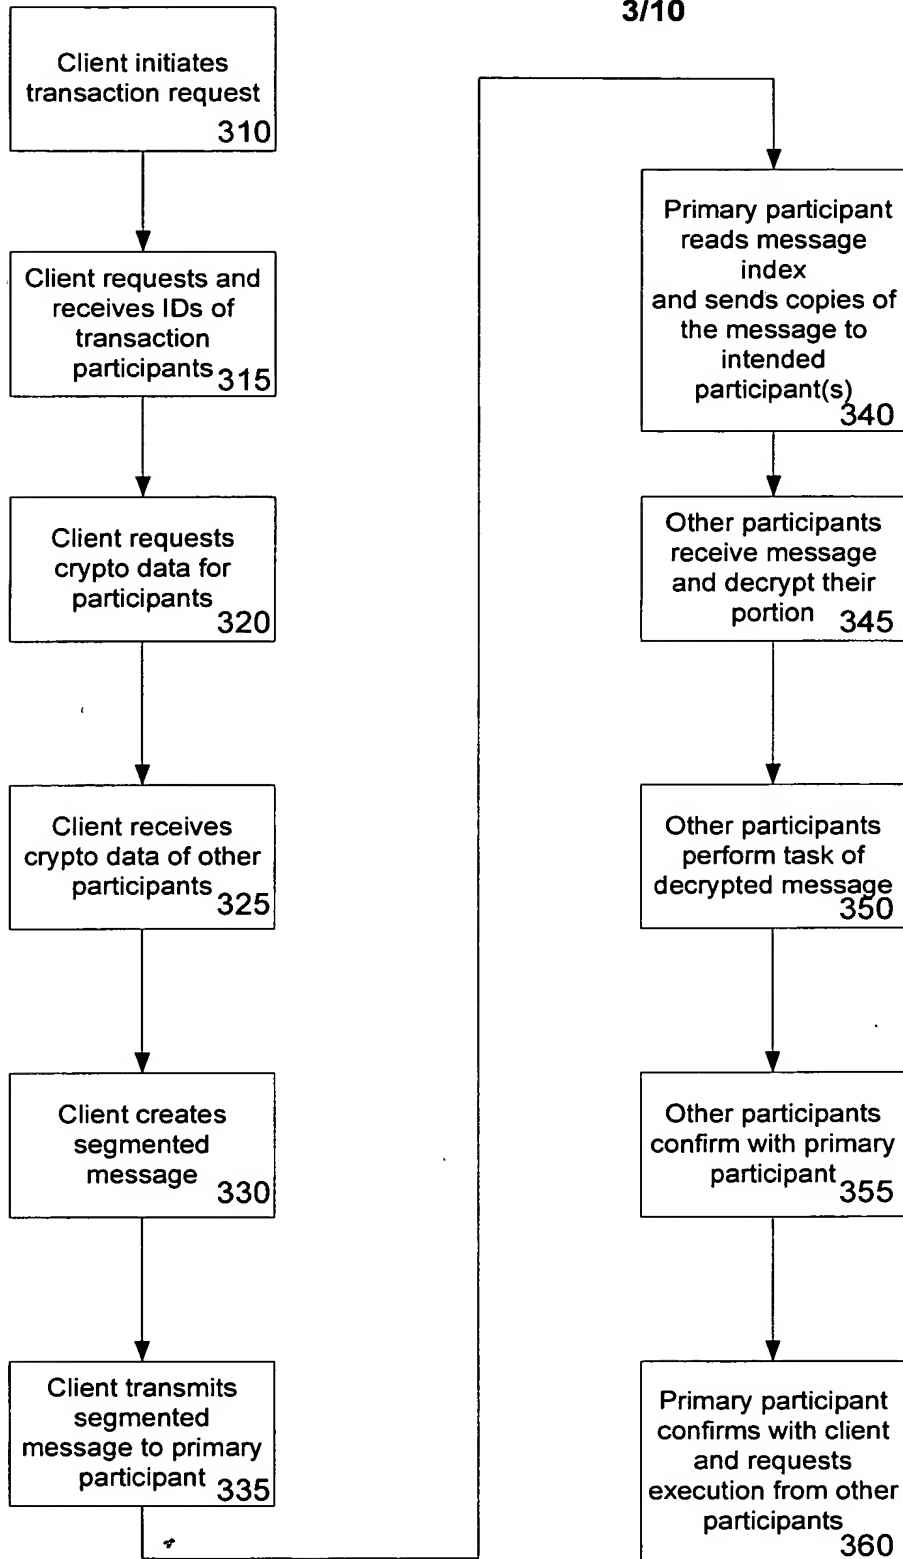 3/10
Client initiates
transaction request
310
Client requests and
receives IDs of
transaction
participants
315
Client requests
crypto data for
participants
320
Client receives
crypto data of other
participants
325
Client creates
segmented
message
330
Client transmits
segmented
message to primary
participant
335
Primary participant
reads message
index
and sends copies of
the message to
intended
participant(s)
340
Other participants
receive message
and decrypt their
portion
345
Other participants
perform task of
decrypted message
350
Other participants
confirm with primary
participant
355
Primary participant
confirms with client
and requests
execution from other
participants
360